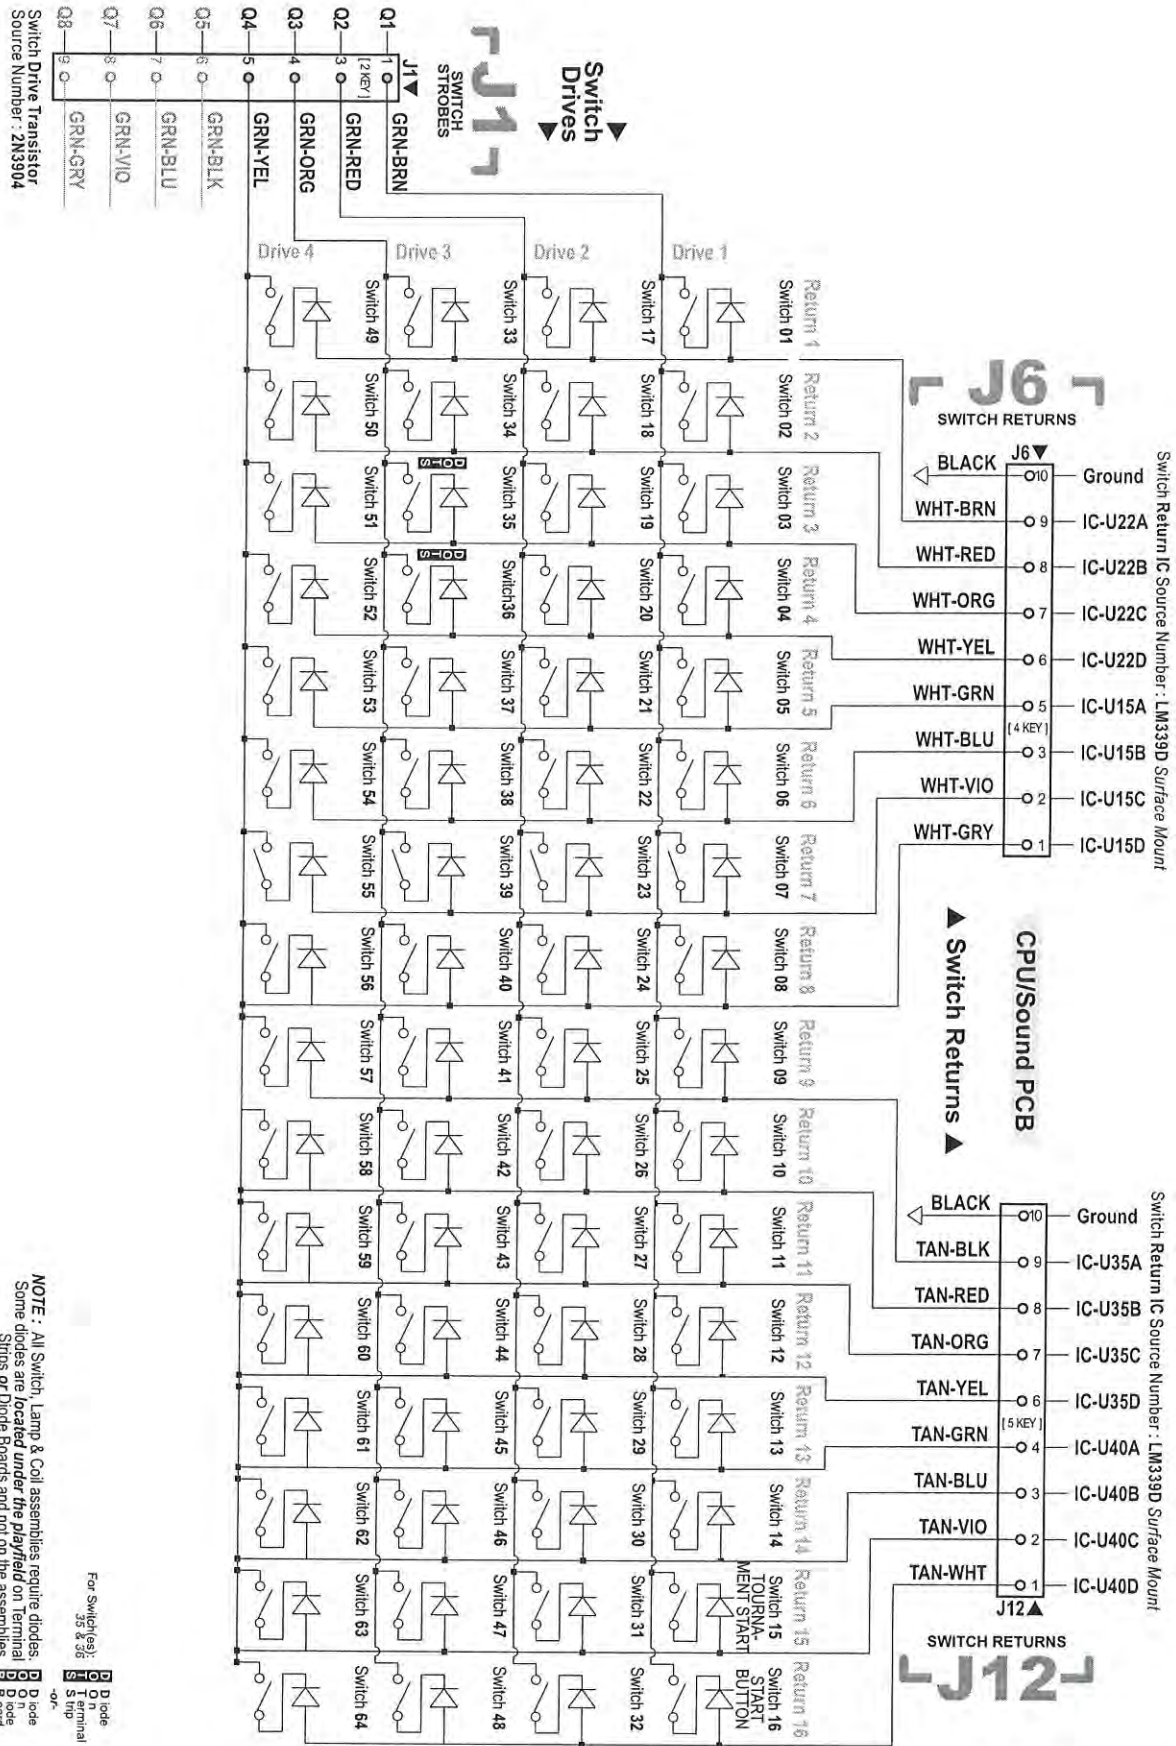 Switch Drive Transistor
Source Number : 2N3904
Q1
Q2
Q3
Q4
Q5
Q6
Q7
Q8
J1▼
1
[ 2 KEY ]
3
4
5
6
7
8
9
GRN-BRN
GRN-RED
GRN-ORG
GRN-YEL
GRN-BLK
GRN-BLU
GRN-VIO
GRN-GRY
J1
SWITCH
STROBES
Switch
Drives
Drive 1
Drive 2
Drive 3
Drive 4
Return 1
Switch 01
Switch 17
Switch 33
Switch 49
Return 2
Switch 02
Switch 18
Switch 34
Switch 50
Return 3
Switch 03
Switch 19
Switch 35
DOTS
Switch 51
Return 4
Switch 04
Switch 20
Switch36
DOTS
Switch 52
Return 5
Switch 05
Switch 21
Switch 37
Switch 53
Return 6
Switch 06
Switch 22
Switch 38
Switch 54
Return 7
Switch 07
Switch 23
Switch 39
Switch 55
Return 8
Switch 08
Switch 24
Switch 40
Switch 56
Return 9
Switch 09
Switch 25
Switch 41
Switch 57
Return 10
Switch 10
Switch 26
Switch 42
Switch 58
Return 11
Switch 11
Switch 27
Switch 43
Switch 59
Return 12
Switch 12
Switch 28
Switch 44
Switch 60
Return 13
Switch 13
Switch 29
Switch 45
Switch 61
Return 14
Switch 14
Switch 30
Switch 46
Switch 62
Return 15
Switch 15
TOURNA-
MENT START
Switch 31
Switch 47
Switch 63
Return 16
Switch 16
START
BUTTON
Switch 32
Switch 48
Switch 64
J6
SWITCH RETURNS
J6▼
BLACK 10 Ground
WHT-BRN 9 IC-U22A
WHT-RED 8 IC-U22B
WHT-ORG 7 IC-U22C
WHT-YEL 6 IC-U22D
WHT-GRN 5 IC-U15A
[ 4 KEY ]
WHT-BLU 3 IC-U15B
WHT-VIO 2 IC-U15C
WHT-GRY 1 IC-U15D
Switch Return IC Source Number : LM339D Surface Mount
CPU/Sound PCB
▲ Switch Returns ▲
BLACK 10 Ground
TAN-BLK 9 IC-U35A
TAN-RED 8 IC-U35B
TAN-ORG 7 IC-U35C
TAN-YEL 6 IC-U35D
[ 5 KEY ]
TAN-GRN 4 IC-U40A
TAN-BLU 3 IC-U40B
TAN-VIO 2 IC-U40C
TAN-WHT 1 IC-U40D
J12▲
SWITCH RETURNS
J12
Switch Return IC Source Number : LM339D Surface Mount
NOTE : All Switch, Lamp & Coil assemblies require diodes.
Some diodes are located under the playfield on Terminal
Strips or Diode Boards and not on the assemblies.
For Switch(es):
35 & 36
Diode
On
Terminal
Strip
-or-
Diode
On
Diode